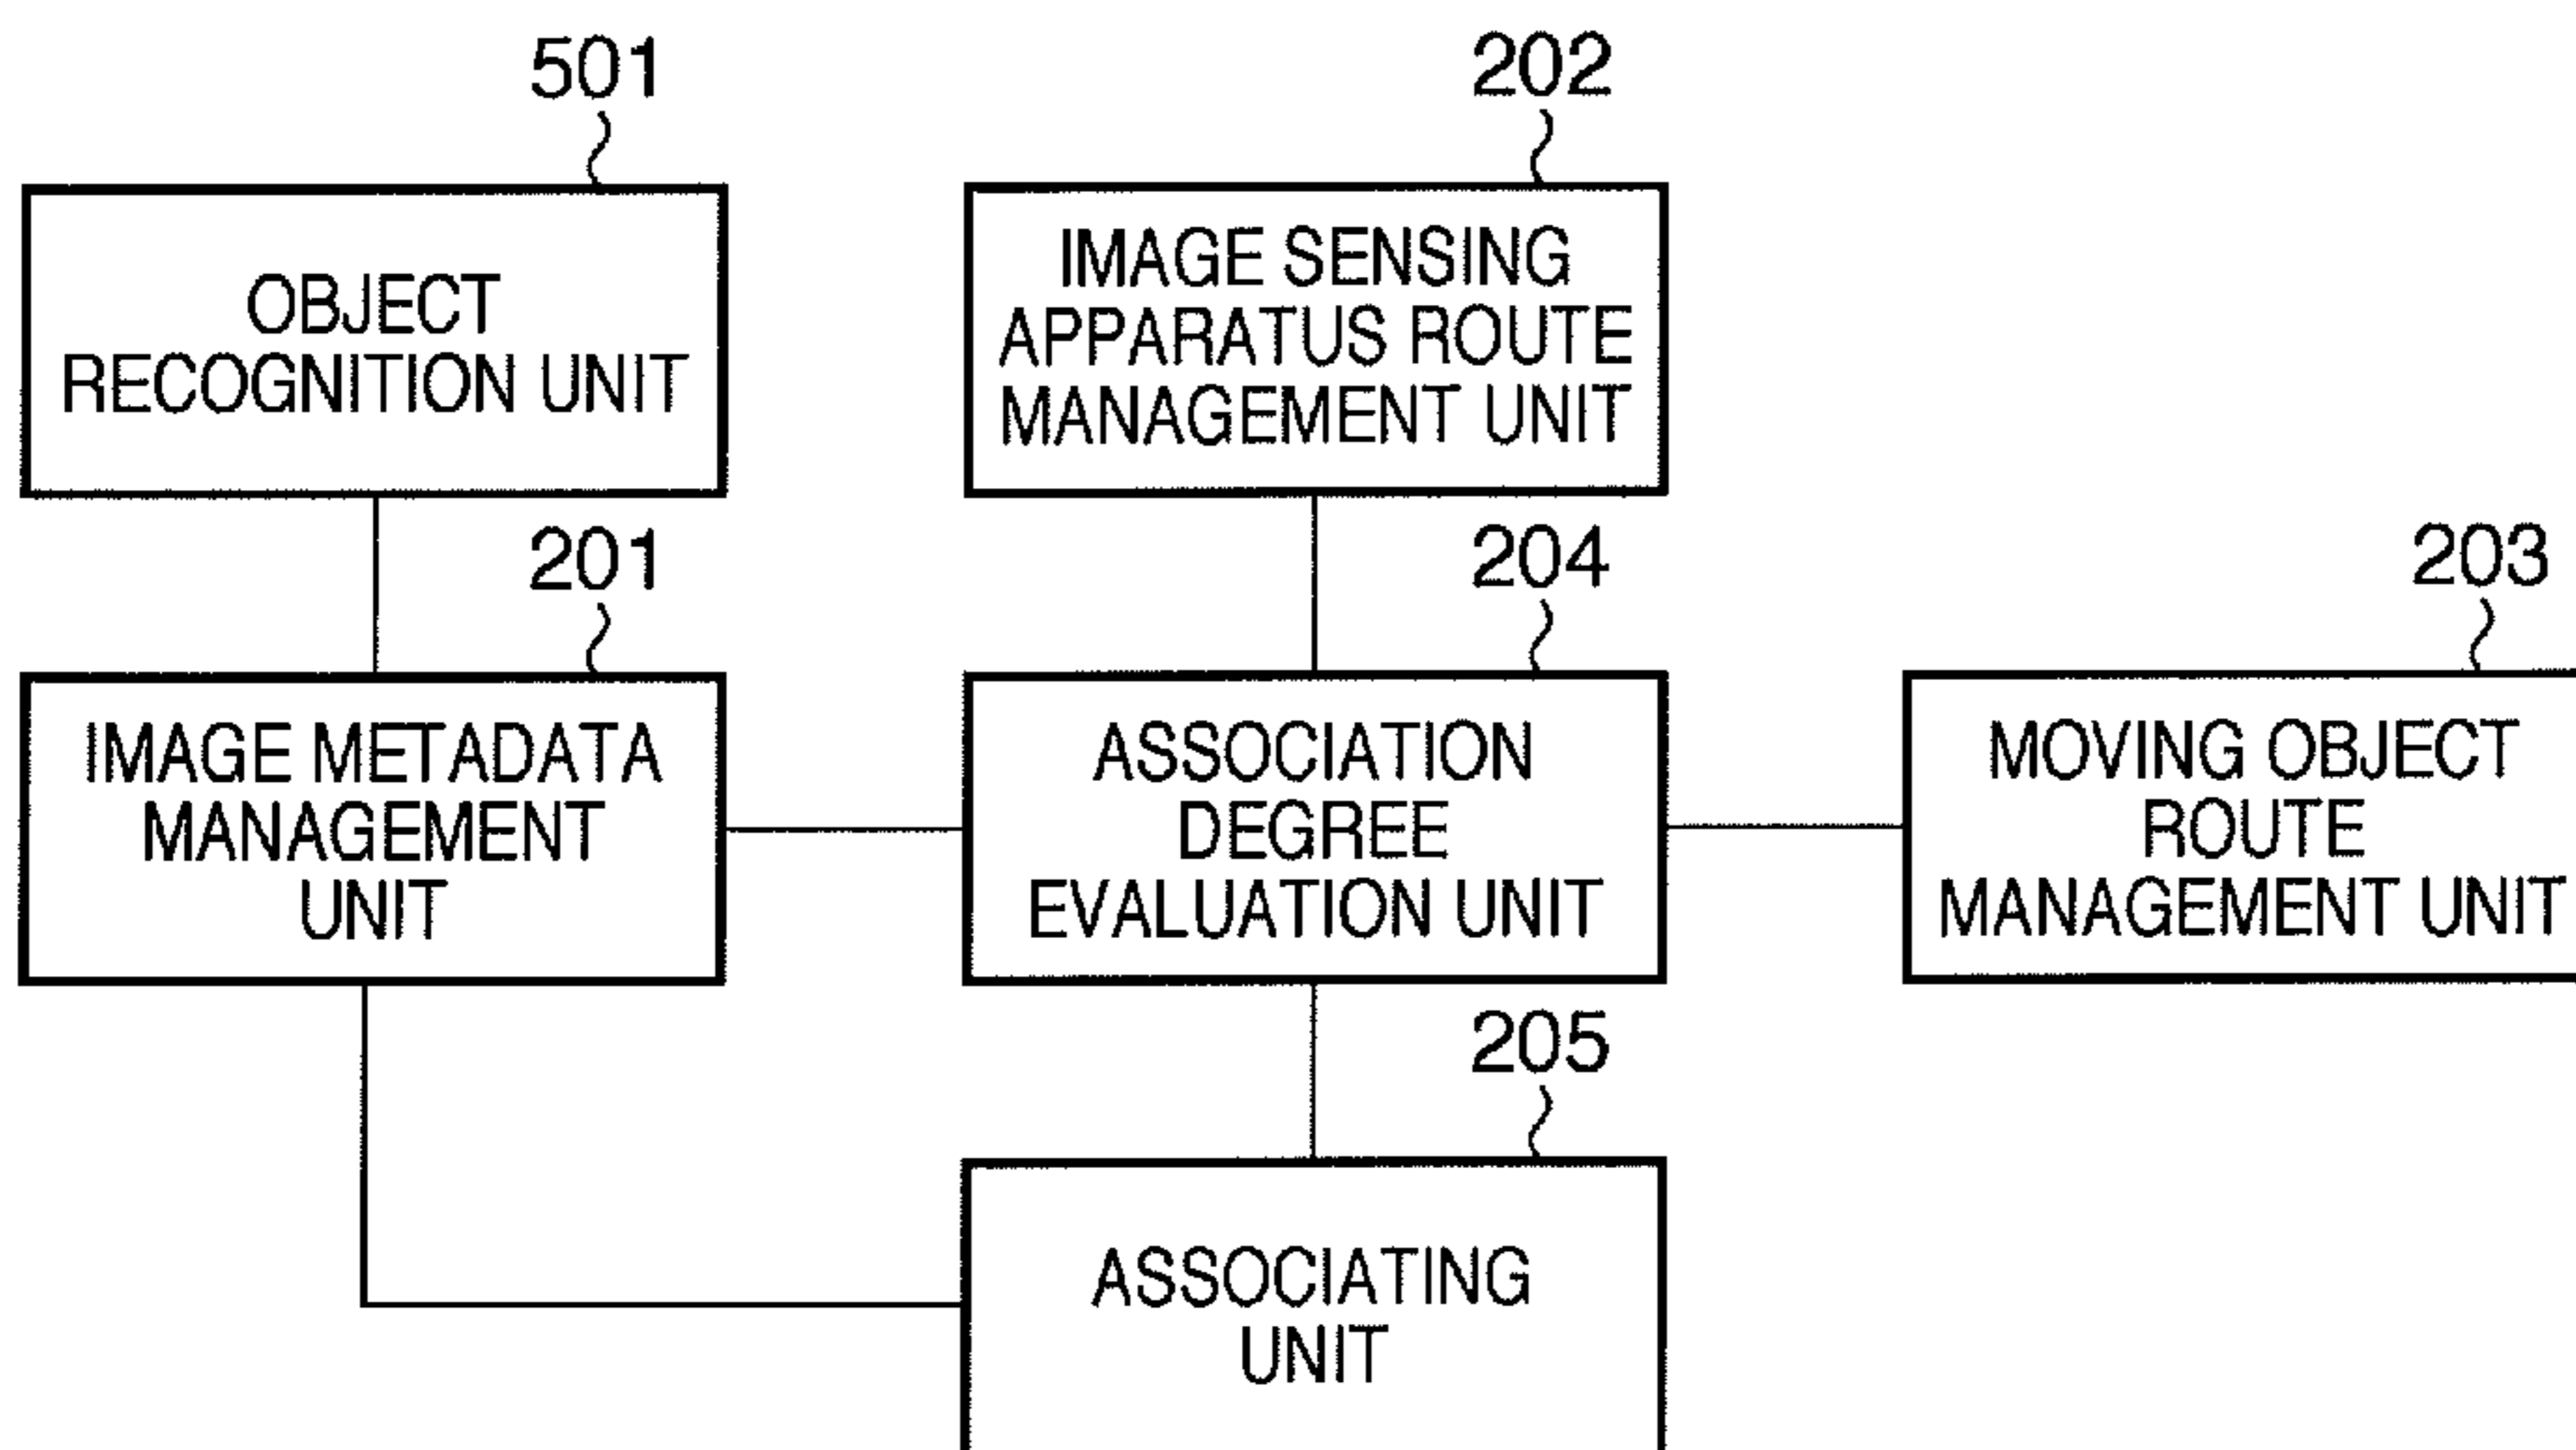 501
OBJECT
RECOGNITION UNIT
202
IMAGE SENSING
APPARATUS ROUTE
MANAGEMENT UNIT
201
IMAGE METADATA
MANAGEMENT
UNIT
204
ASSOCIATION
DEGREE
EVALUATION UNIT
203
MOVING OBJECT
ROUTE
MANAGEMENT UNIT
205
ASSOCIATING
UNIT